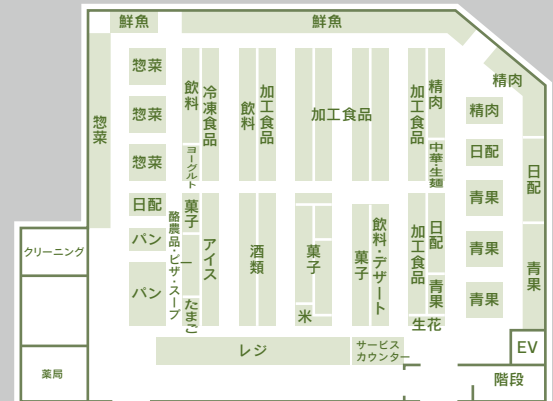 鮮魚
鮮魚
惣菜
惣菜
惣菜
惣菜
飲料
冷凍食品
飲料
加工食品
加工食品
加工食品
精肉
精肉
精肉
ヨーグルト
中華・生麺
日配
日配
日配
菓子
青果
パン
酪農品・ピザ・スープ
アイス
酒類
菓子
菓子
飲料・デザート
加工食品
日配
青果
青果
クリーニング
パン
たまご
米
青果
青果
生花
レジ
サービス
カウンター
EV
薬局
階段